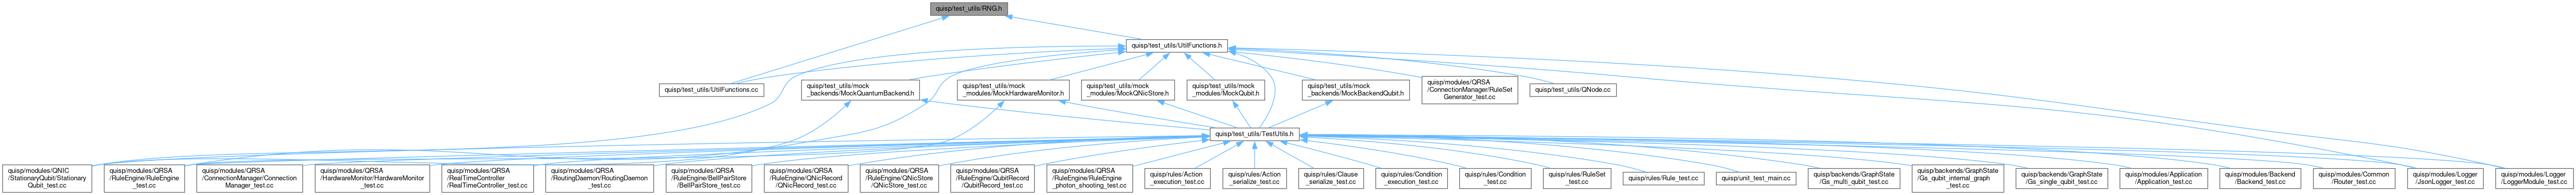 quisp/test_utils/RNG.h
quisp/test_utils/UtilFunctions.h
quisp/test_utils/UtilFunctions.cc
quisp/test_utils/mock
_backends/MockQuantumBackend.h
quisp/test_utils/mock
_modules/MockHardwareMonitor.h
quisp/test_utils/mock
_modules/MockQNicStore.h
quisp/test_utils/mock
_modules/MockQubit.h
quisp/test_utils/mock
_backends/MockBackendQubit.h
quisp/modules/QRSA
/ConnectionManager/RuleSet
Generator_test.cc
quisp/test_utils/QNode.cc
quisp/test_utils/TestUtils.h
quisp/modules/QNIC
/StationaryQubit/Stationary
Qubit_test.cc
quisp/modules/QRSA
/RuleEngine/RuleEngine
_test.cc
quisp/modules/QRSA
/ConnectionManager/Connection
Manager_test.cc
quisp/modules/QRSA
/HardwareMonitor/HardwareMonitor
_test.cc
quisp/modules/QRSA
/RealTimeController
/RealTimeController_test.cc
quisp/modules/QRSA
/RoutingDaemon/RoutingDaemon
_test.cc
quisp/modules/QRSA
/RuleEngine/BellPairStore
/BellPairStore_test.cc
quisp/modules/QRSA
/RuleEngine/QNicRecord
/QNicRecord_test.cc
quisp/modules/QRSA
/RuleEngine/QNicStore
/QNicStore_test.cc
quisp/modules/QRSA
/RuleEngine/QubitRecord
/QubitRecord_test.cc
quisp/modules/QRSA
/RuleEngine/RuleEngine
_photon_shooting_test.cc
quisp/rules/Action
_execution_test.cc
quisp/rules/Action
_serialize_test.cc
quisp/rules/Clause
_serialize_test.cc
quisp/rules/Condition
_execution_test.cc
quisp/rules/Condition
_test.cc
quisp/rules/RuleSet
_test.cc
quisp/rules/Rule_test.cc
quisp/unit_test_main.cc
quisp/backends/GraphState
/Gs_multi_qubit_test.cc
quisp/backends/GraphState
/Gs_qubit_internal_graph
_test.cc
quisp/backends/GraphState
/Gs_single_qubit_test.cc
quisp/modules/Application
/Application_test.cc
quisp/modules/Backend
/Backend_test.cc
quisp/modules/Common
/Router_test.cc
quisp/modules/Logger
/JsonLogger_test.cc
quisp/modules/Logger
/LoggerModule_test.cc